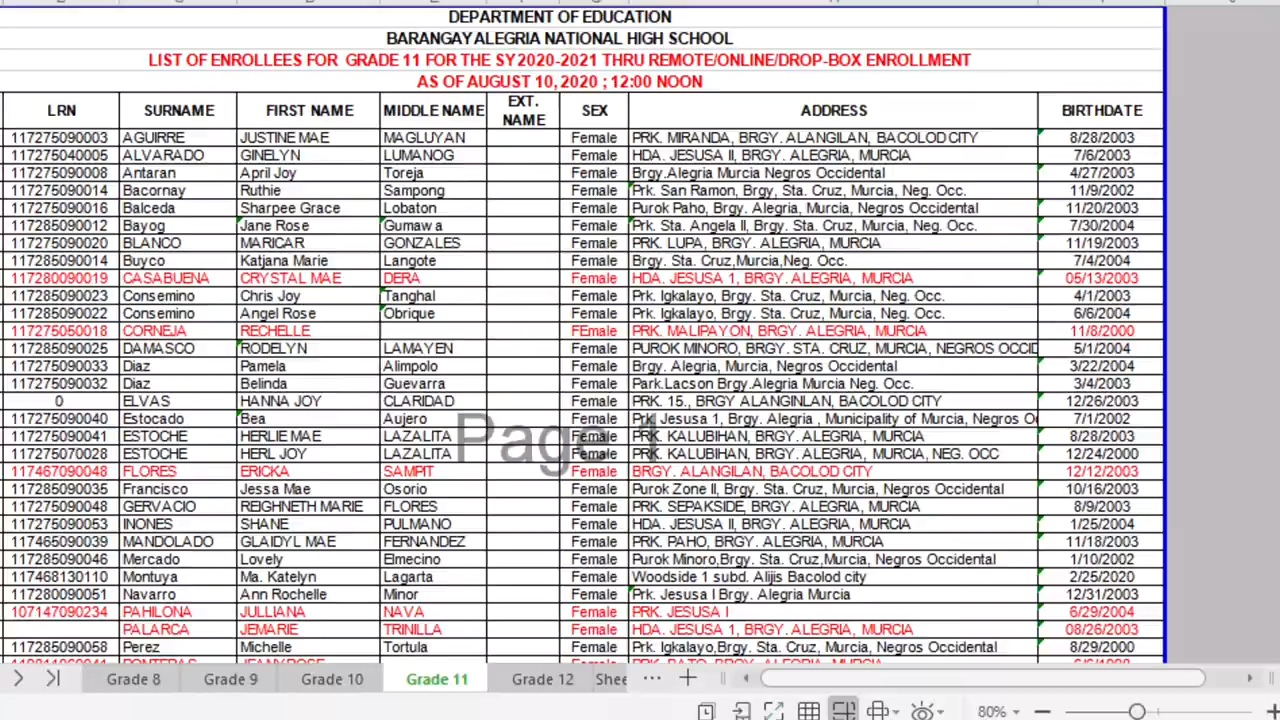 DEPARTMENT OF EDUCATION
BARANGAY ALEGRIA NATIONAL HIGH SCHOOL
LIST OF ENROLLEES FOR GRADE 11 FOR THE SY 2020-2021 THRU REMOTE/ONLINE/DROP-BOX ENROLLMENT
AS OF AUGUST 10, 2020 ; 12:00 NOON
LRN SURNAME FIRST NAME MIDDLE NAME EXT. NAME SEX ADDRESS BIRTHDATE
117275090003 AGUIRRE JUSTINE MAE MAGLUYAN Female PRK. MIRANDA, BRGY. ALANGILAN, BACOLOD CITY 8/28/2003
117275040005 ALVARADO GINELYN LUMANOG Female HDA. JESUSA II, BRGY. ALEGRIA, MURCIA 7/6/2003
117275090008 Antaran April Joy Toreja Female Brgy.Alegria Murcia Negros Occidental 4/27/2003
117275090014 Bacornay Ruthie Sampong Female Prk. San Ramon, Brgy, Sta. Cruz, Murcia, Neg. Occ. 11/9/2002
117275090016 Balceda Sharpee Grace Lobaton Female Purok Paho, Brgy. Alegria, Murcia, Negros Occidental 11/20/2003
117285090012 Bayog Jane Rose Gumawa Female Prk. Sta. Angela II, Brgy. Sta. Cruz, Murcia, Neg. Occ. 7/30/2004
117275090020 BLANCO MARICAR GONZALES Female PRK. LUPA, BRGY. ALEGRIA, MURCIA 11/19/2003
117285090014 Buyco Katjana Marie Langote Female Brgy. Sta. Cruz,Murcia,Neg. Occ. 7/4/2004
117280090019 CASABUENA CRYSTAL MAE DERA Female HDA. JESUSA 1, BRGY. ALEGRIA, MURCIA 05/13/2003
117285090023 Consemino Chris Joy Tanghal Female Prk. Igkalayo, Brgy. Sta. Cruz, Murcia, Neg. Occ. 4/1/2003
117285090022 Consemino Angel Rose Obrique Female Prk. Igkalayo, Brgy. Sta. Cruz, Murcia, Neg. Occ. 6/6/2004
117275050018 CORNEJA RECHELLE FEmale PRK. MALIPAYON, BRGY. ALEGRIA, MURCIA 11/8/2000
117285090025 DAMASCO RODELYN LAMAYEN Female PUROK MINORO, BRGY. STA. CRUZ, MURCIA, NEGROS OCCID 5/1/2004
117275090033 Diaz Pamela Alimpolo Female Brgy. Alegria, Murcia, Negros Occidental 3/22/2004
117275090032 Diaz Belinda Guevarra Female Park.Lacson Brgy.Alegria Murcia Neg. Occ. 3/4/2003
0 ELVAS HANNA JOY CLARIDAD Female PRK. 15., BRGY ALANGINLAN, BACOLOD CITY 12/26/2003
117275090040 Estocado Bea Aujero Female Prk. Jesusa 1, Brgy. Alegria , Municipality of Murcia, Negros O 7/1/2002
117275090041 ESTOCHE HERLIE MAE LAZALITA Female PRK. KALUBIHAN, BRGY. ALEGRIA, MURCIA 8/28/2003
117275070028 ESTOCHE HERL JOY LAZALITA Female PRK. KALUBIHAN, BRGY. ALEGRIA, MURCIA, NEG. OCC 12/24/2000
Page 1
117467090048 FLORES ERICKA SAMPIT Female BRGY. ALANGILAN, BACOLOD CITY 12/12/2003
117285090035 Francisco Jessa Mae Osorio Female Purok Zone II, Brgy. Sta. Cruz, Murcia, Negros Occidental 10/16/2003
117275090048 GERVACIO REIGHNETH MARIE FLORES Female PRK. SEPAKSIDE, BRGY. ALEGRIA, MURCIA 8/9/2003
117275090053 INONES SHANE PULMANO Female HDA. JESUSA II, BRGY. ALEGRIA, MURCIA 1/25/2004
117465090039 MANDOLADO GLAIDYL MAE FERNANDEZ Female PRK. PAHO, BRGY. ALEGRIA, MURCIA 11/18/2003
117285090046 Mercado Lovely Elmecino Female Purok Minoro,Brgy. Sta. Cruz,Murcia, Negros Occidental 1/10/2002
117468130110 Montuya Ma. Katelyn Lagarta Female Woodside 1 subd. Alijis Bacolod city 2/25/2020
117280090051 Navarro Ann Rochelle Minor Female Prk. Jesusa I Brgy. Alegria Murcia 12/31/2003
107147090234 PAHILONA JULLIANA NAVA Female PRK. JESUSA I 6/29/2004
PALARCA JEMARIE TRINILLA Female HDA. JESUSA 1, BRGY. ALEGRIA, MURCIA 08/26/2003
117285090058 Perez Michelle Tortula Female Prk. Igkalayo,Brgy. Sta. Cruz, Murcia, Negros Occidental 8/29/2000
Grade 8 Grade 9 Grade 10 Grade 11 Grade 12 Shee
80%